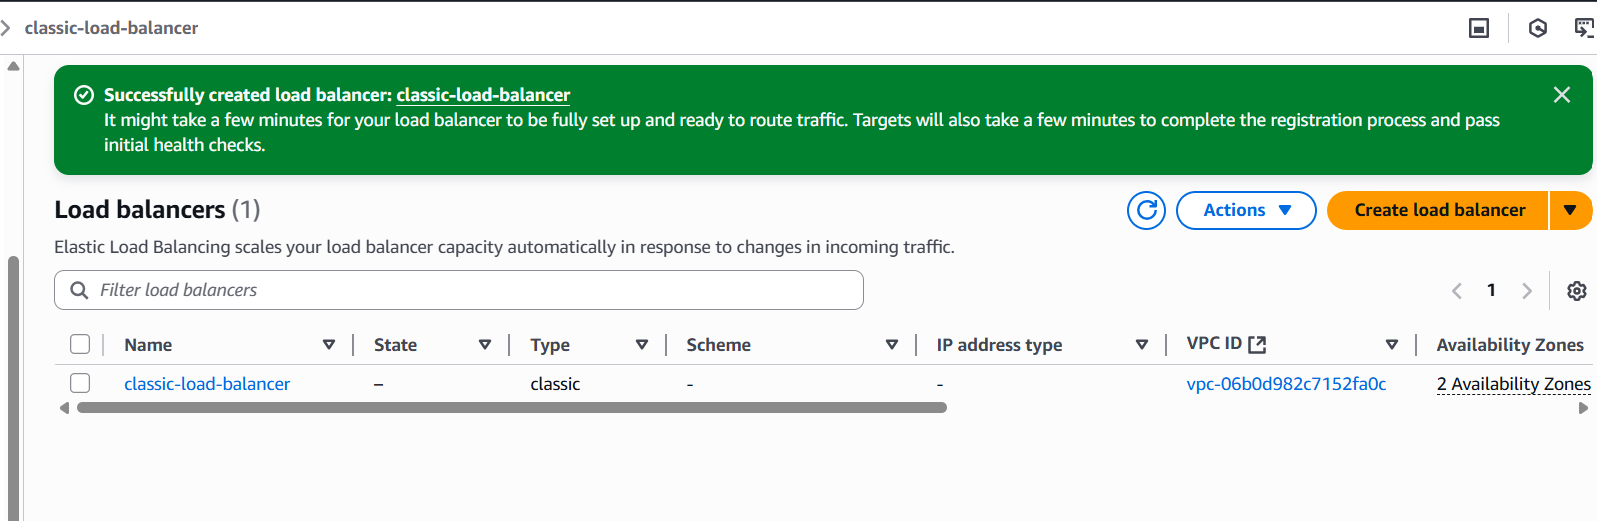 classic-load-balancer
Successfully created load balancer: classic-load-balancer
It might take a few minutes for your load balancer to be fully set up and ready to route traffic. Targets will also take a few minutes to complete the registration process and pass
initial health checks.
Load balancers (1)
Actions
Create load balancer
Elastic Load Balancing scales your load balancer capacity automatically in response to changes in incoming traffic.
Filter load balancers
1
Name State Type Scheme IP address type VPC ID Availability Zones
classic-load-balancer – classic - - vpc-06b0d982c7152fa0c 2 Availability Zones